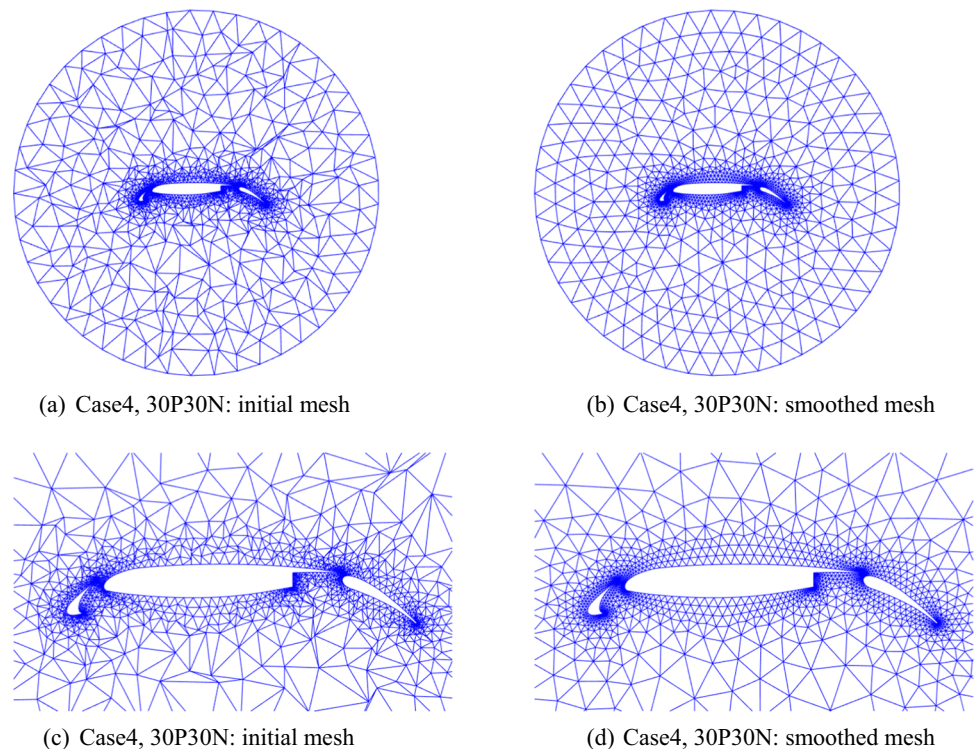 (a) Case4, 30P30N: initial mesh
(b) Case4, 30P30N: smoothed mesh
(c) Case4, 30P30N: initial mesh
(d) Case4, 30P30N: smoothed mesh